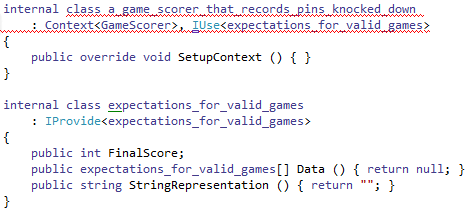 internal class a_game_scorer_that_records_pins_knocked_down
    : Context<GameScorer>, IUse<expectations_for_valid_games>
{
    public override void SetupContext () { }
}

internal class expectations_for_valid_games
    : IProvide<expectations_for_valid_games>
{
    public int FinalScore;
    public expectations_for_valid_games[] Data () { return null; }
    public string StringRepresentation () { return ""; }
}